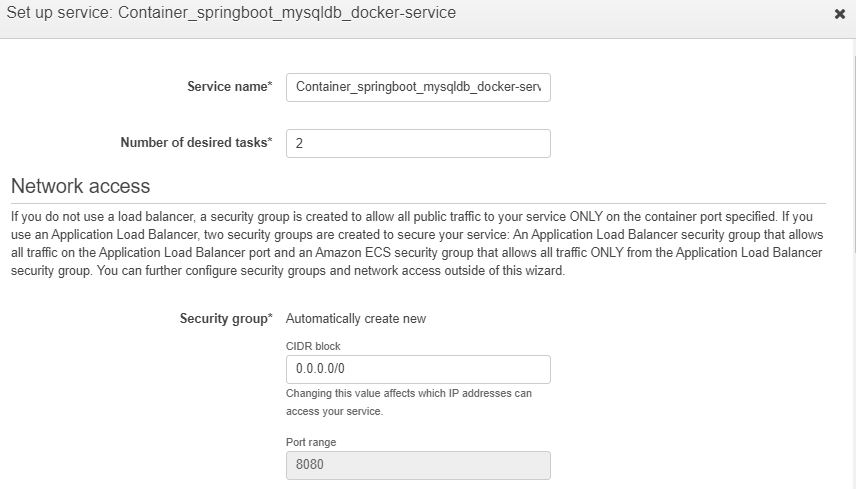 Set up service: Container_springboot_mysqldb_docker-service
Service name* Container_springboot_mysqldb_docker-serv
Number of desired tasks* 2
Network access
If you do not use a load balancer, a security group is created to allow all public traffic to your service ONLY on the container port specified. If you
use an Application Load Balancer, two security groups are created to secure your service: An Application Load Balancer security group that allows
all traffic on the Application Load Balancer port and an Amazon ECS security group that allows all traffic ONLY from the Application Load Balancer
security group. You can further configure security groups and network access outside of this wizard.
Security group* Automatically create new
CIDR block
0.0.0.0/0
Changing this value affects which IP addresses can
access your service.
Port range
8080